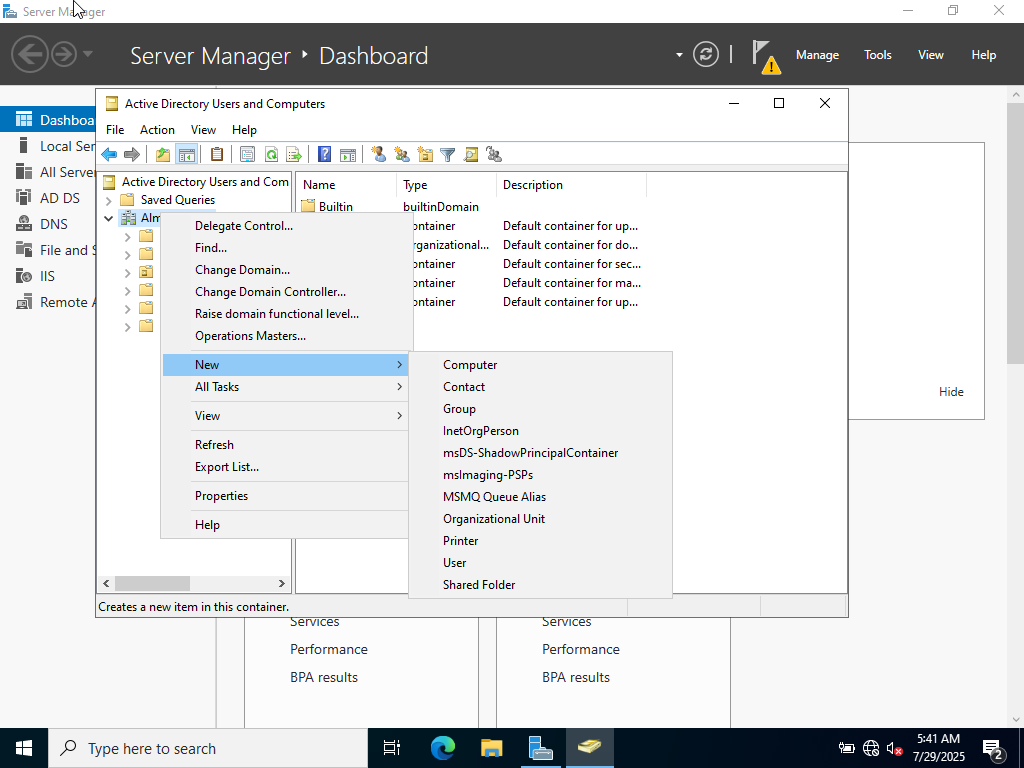 Server Manager
Server Manager • Dashboard
Manage
Tools
View
Help
Dashboa
Local Ser
All Server
AD DS
DNS
File and S
IIS
Remote A
Active Directory Users and Computers
File Action View Help
Active Directory Users and Com
Saved Queries
Name Type Description
Builtin builtinDomain
ontainer Default container for up...
rganizational... Default container for do...
ontainer Default container for sec...
ontainer Default container for ma...
ontainer Default container for up...
Delegate Control...
Find...
Change Domain...
Change Domain Controller...
Raise domain functional level...
Operations Masters...
New
All Tasks
View
Refresh
Export List...
Properties
Help
Computer
Contact
Group
InetOrgPerson
msDS-ShadowPrincipalContainer
msImaging-PSPs
MSMQ Queue Alias
Organizational Unit
Printer
User
Shared Folder
Creates a new item in this container.
Hide
Services
Performance
BPA results
Services
Performance
BPA results
Type here to search
5:41 AM
7/29/2025
2